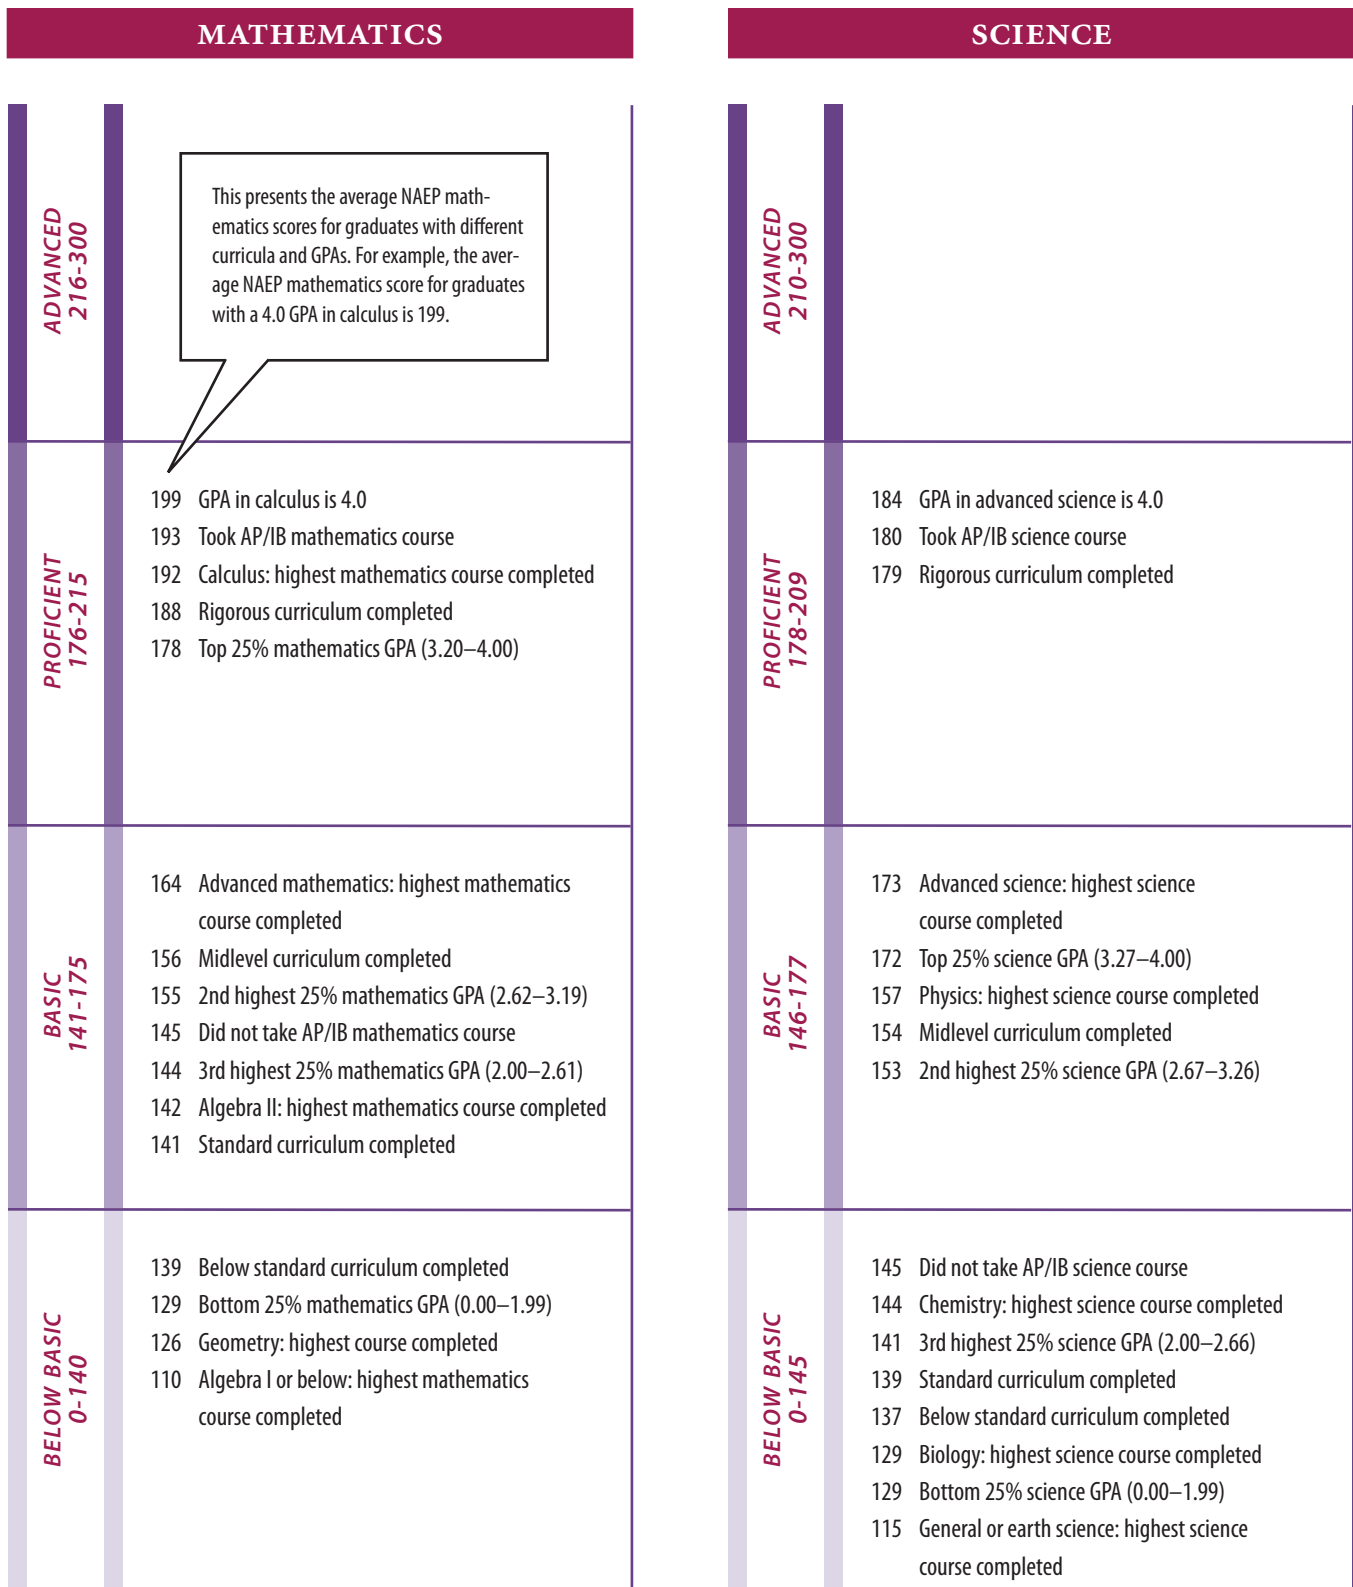 MATHEMATICS
ADVANCED
216-300
This presents the average NAEP math-
ematics scores for graduates with different
curricula and GPAs. For example, the aver-
age NAEP mathematics score for graduates
with a 4.0 GPA in calculus is 199.
PROFICIENT
176-215
199 GPA in calculus is 4.0
193 Took AP/IB mathematics course
192 Calculus: highest mathematics course completed
188 Rigorous curriculum completed
178 Top 25% mathematics GPA (3.20–4.00)
BASIC
141-175
164 Advanced mathematics: highest mathematics
course completed
156 Midlevel curriculum completed
155 2nd highest 25% mathematics GPA (2.62–3.19)
145 Did not take AP/IB mathematics course
144 3rd highest 25% mathematics GPA (2.00–2.61)
142 Algebra II: highest mathematics course completed
141 Standard curriculum completed
BELOW BASIC
0-140
139 Below standard curriculum completed
129 Bottom 25% mathematics GPA (0.00–1.99)
126 Geometry: highest course completed
110 Algebra I or below: highest mathematics
course completed
SCIENCE
ADVANCED
210-300
PROFICIENT
178-209
184 GPA in advanced science is 4.0
180 Took AP/IB science course
179 Rigorous curriculum completed
BASIC
146-177
173 Advanced science: highest science
course completed
172 Top 25% science GPA (3.27–4.00)
157 Physics: highest science course completed
154 Midlevel curriculum completed
153 2nd highest 25% science GPA (2.67–3.26)
BELOW BASIC
0-145
145 Did not take AP/IB science course
144 Chemistry: highest science course completed
141 3rd highest 25% science GPA (2.00–2.66)
139 Standard curriculum completed
137 Below standard curriculum completed
129 Biology: highest science course completed
129 Bottom 25% science GPA (0.00–1.99)
115 General or earth science: highest science
course completed